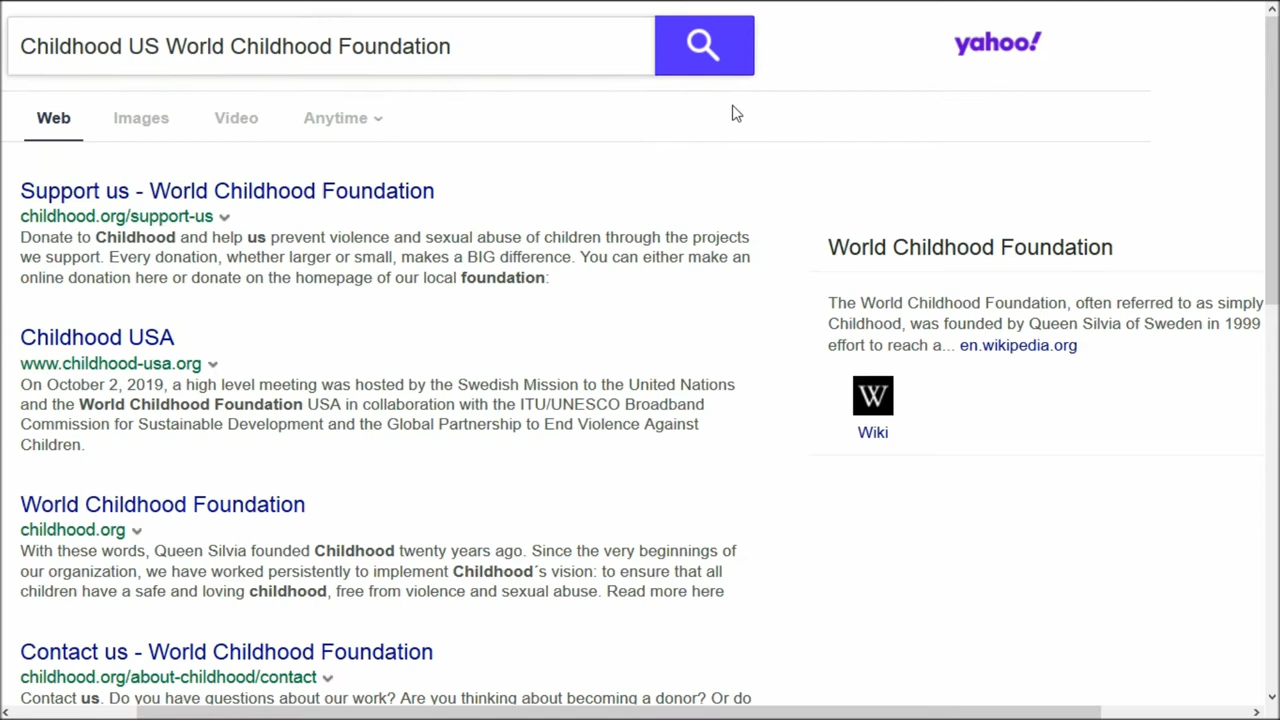 Childhood US World Childhood Foundation
yahoo!
Web Images Video Anytime
Support us - World Childhood Foundation
childhood.org/support-us
Donate to Childhood and help us prevent violence and sexual abuse of children through the projects
we support. Every donation, whether larger or small, makes a BIG difference. You can either make an
online donation here or donate on the homepage of our local foundation:
Childhood USA
www.childhood-usa.org
On October 2, 2019, a high level meeting was hosted by the Swedish Mission to the United Nations
and the World Childhood Foundation USA in collaboration with the ITU/UNESCO Broadband
Commission for Sustainable Development and the Global Partnership to End Violence Against
Children.
World Childhood Foundation
childhood.org
With these words, Queen Silvia founded Childhood twenty years ago. Since the very beginnings of
our organization, we have worked persistently to implement Childhood´s vision: to ensure that all
children have a safe and loving childhood, free from violence and sexual abuse. Read more here
Contact us - World Childhood Foundation
childhood.org/about-childhood/contact
Contact us. Do you have questions about our work? Are you thinking about becoming a donor? Or do
World Childhood Foundation
The World Childhood Foundation, often referred to as simply
Childhood, was founded by Queen Silvia of Sweden in 1999
effort to reach a... en.wikipedia.org
W
Wiki